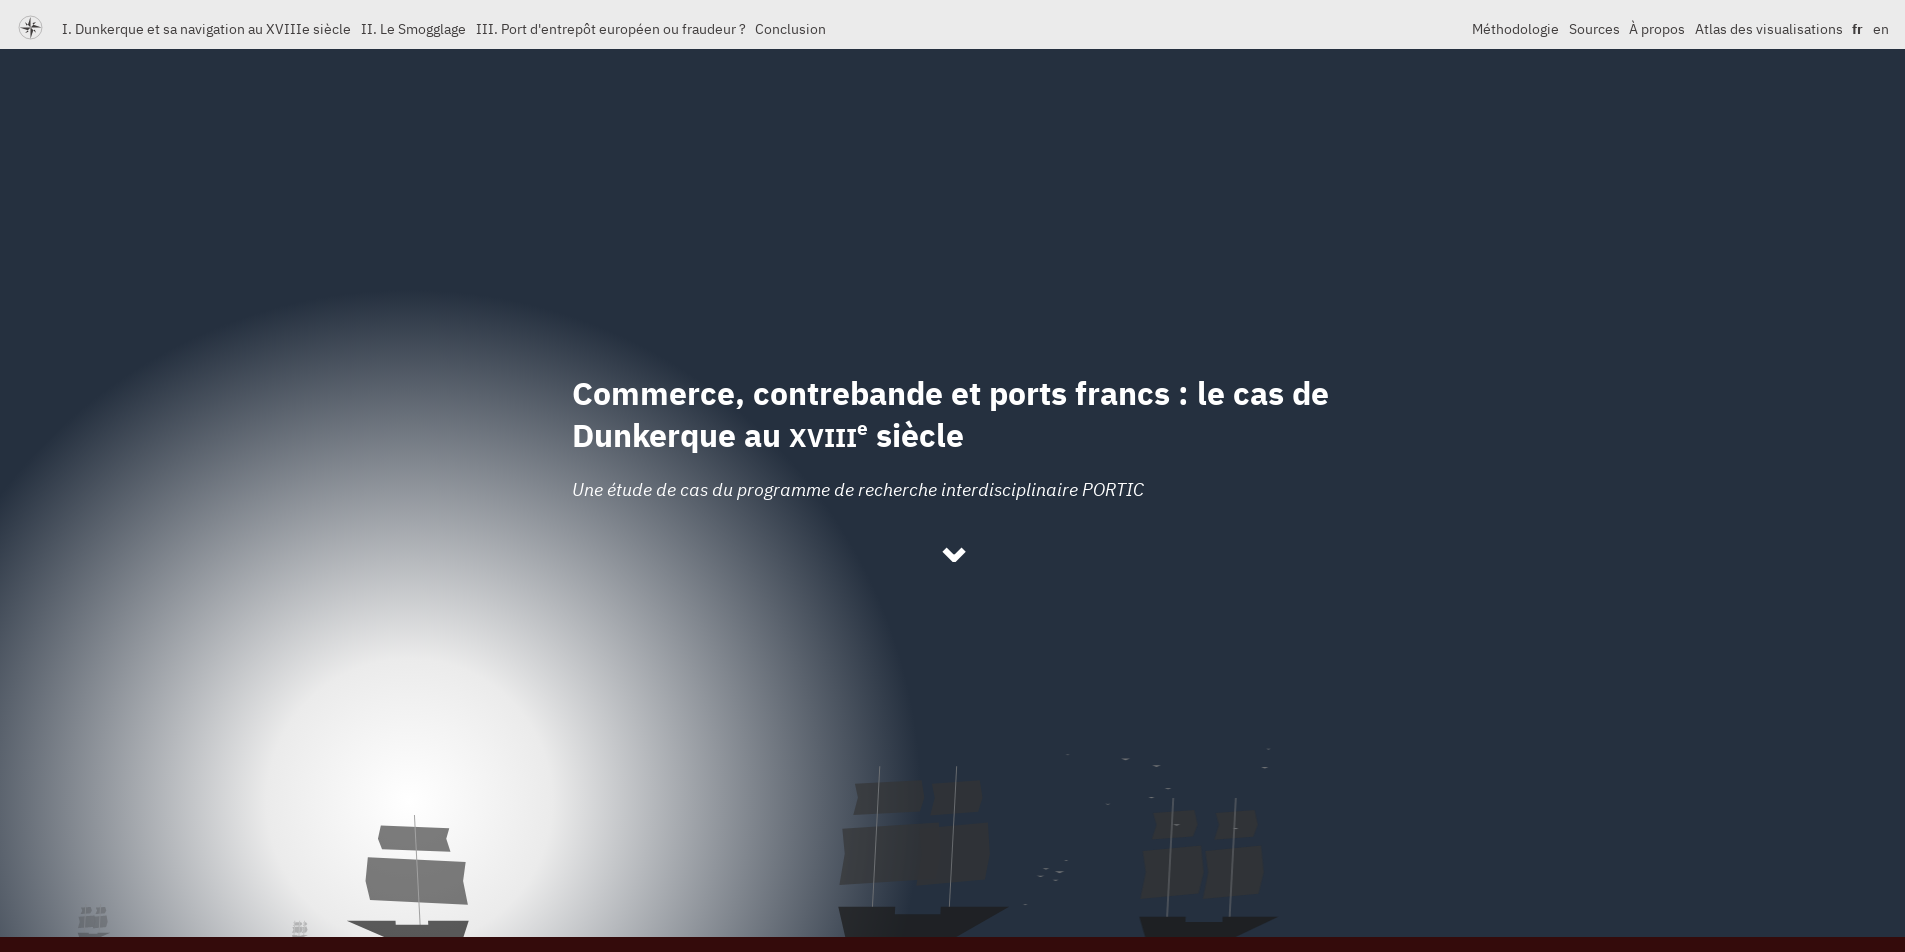 I. Dunkerque et sa navigation au XVIIIe siècle II. Le Smogglage III. Port d'entrepôt européen ou fraudeur ? Conclusion Méthodologie Sources À propos Atlas des visualisations fr en
Commerce, contrebande et ports francs : le cas de
Dunkerque au XVIIIe siècle
Une étude de cas du programme de recherche interdisciplinaire PORTIC